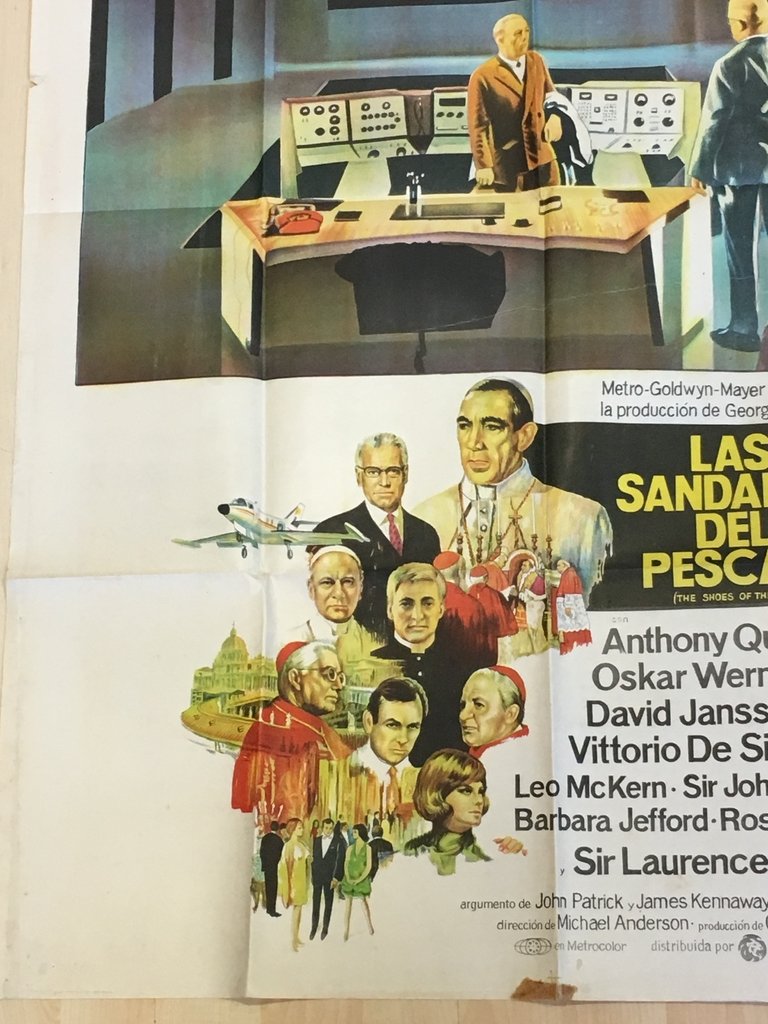 Metro-Goldwyn-Mayer
la producción de Georg
LAS
SANDA
DEL
PESCA
(THE SHOES OF TH
con
Anthony Qu
Oskar Wern
David Janss
Vittorio De Si
Leo McKern · Sir Joh
Barbara Jefford · Ros
y Sir Laurence
argumento de John Patrick y James Kennaway
dirección de Michael Anderson · producción de
en Metrocolor distribuida por